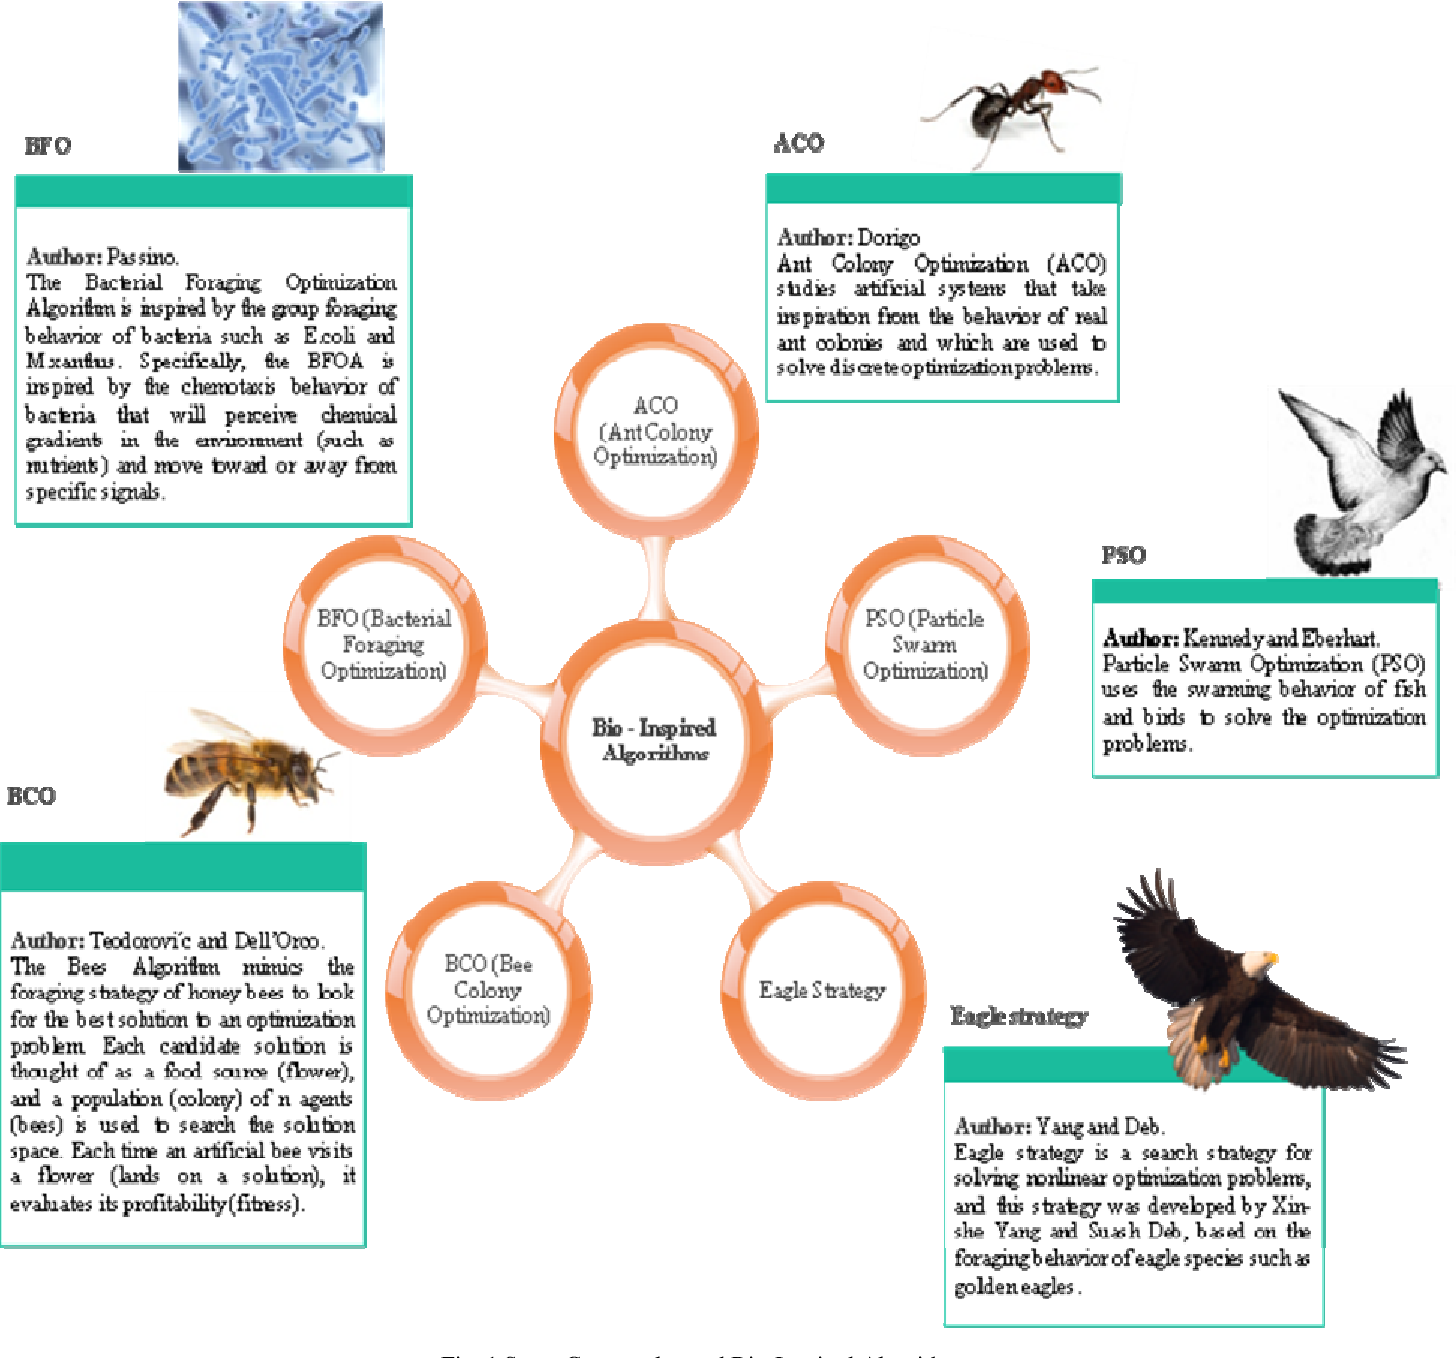 BFO
Author: Passino.
The Bacterial Foraging Optimization
Algorithm is inspired by the group foraging
behavior of bacteria such as E.coli and
M.xanthus. Specifically, the BFOA is
inspired by the chemotaxis behavior of
bacteria that will perceive chemical
gradients in the environment (such as
nutrients) and move toward or away from
specific signals.
ACO
Author: Dorigo
Ant Colony Optimization (ACO)
studies artificial systems that take
inspiration from the behavior of real
ant colonies and which are used to
solve discrete optimization problems.
ACO
(Ant Colony
Optimization)
BFO (Bacterial
Foraging
Optimization)
PSO (Particle
Swarm
Optimization)
Bio - Inspired
Algorithms
BCO (Bee
Colony
Optimization)
Eagle Strategy
PSO
Author: Kennedy and Eberhart.
Particle Swarm Optimization (PSO)
uses the swarming behavior of fish
and birds to solve the optimization
problems.
BCO
Author: Teodorovíc and Dell'Orco.
The Bees Algorithm mimics the
foraging strategy of honey bees to look
for the best solution to an optimization
problem. Each candidate solution is
thought of as a food source (flower),
and a population (colony) of n agents
(bees) is used to search the solution
space. Each time an artificial bee visits
a flower (lands on a solution), it
evaluates its profitability (fitness).
Eagle strategy
Author: Yang and Deb.
Eagle strategy is a search strategy for
solving nonlinear optimization problems,
and this strategy was developed by Xin-
she Yang and Suash Deb, based on the
foraging behavior of eagle species such as
golden eagles.